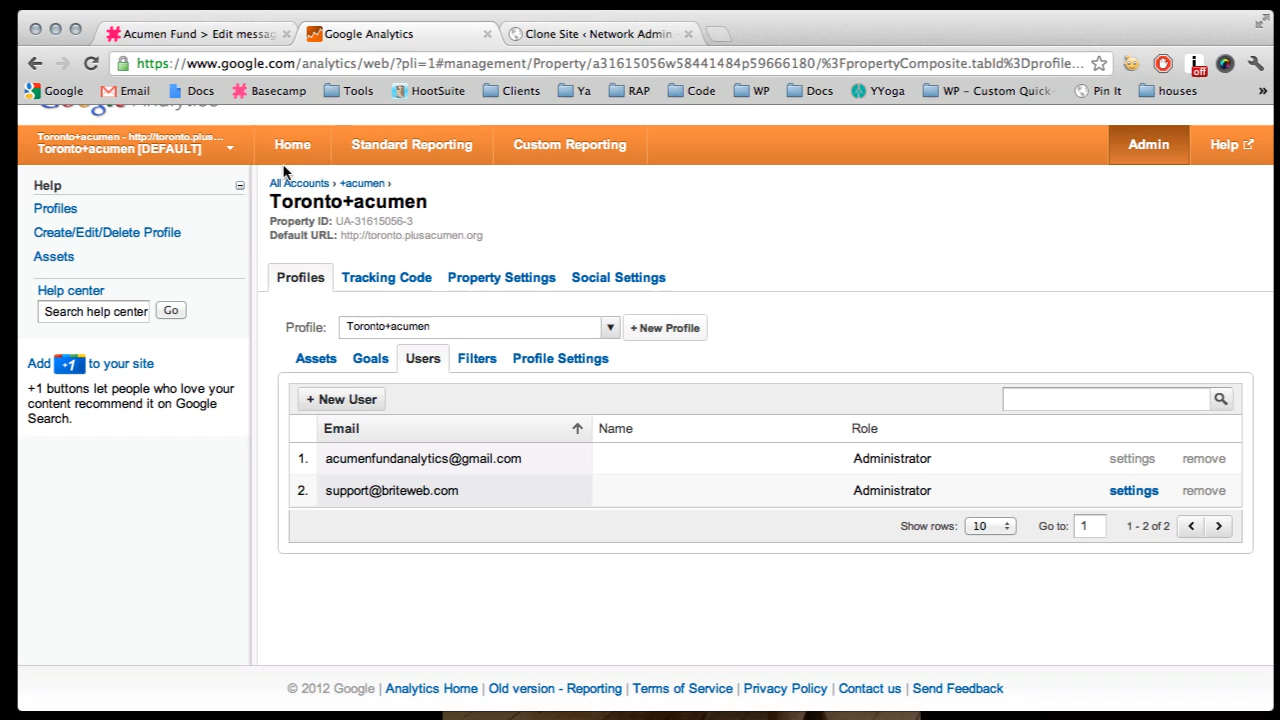 Acumen Fund > Edit messag
Google Analytics
Clone Site ‹ Network Admin
https://www.google.com/analytics/web/?pli=1#management/Property/a31615056w58441484p59666180/%3FpropertyComposite.tabId%3Dprofile...
off
Google Email Docs Basecamp Tools HootSuite Clients Ya RAP Code WP Docs YYoga WP - Custom Quick Pin It houses »
Toronto+acumen - http://toronto.plus...
Toronto+acumen [DEFAULT]
Home Standard Reporting Custom Reporting Admin Help
Help
Profiles
Create/Edit/Delete Profile
Assets
Help center
Search help center Go
Add +1 to your site
+1 buttons let people who love your
content recommend it on Google
Search.
All Accounts › +acumen ›
Toronto+acumen
Property ID: UA-31615056-3
Default URL: http://toronto.plusacumen.org
Profiles Tracking Code Property Settings Social Settings
Profile: Toronto+acumen + New Profile
Assets Goals Users Filters Profile Settings
+ New User
Email Name Role
1. acumenfundanalytics@gmail.com Administrator settings remove
2. support@briteweb.com Administrator settings remove
Show rows: 10 Go to: 1 1 - 2 of 2
© 2012 Google | Analytics Home | Old version - Reporting | Terms of Service | Privacy Policy | Contact us | Send Feedback